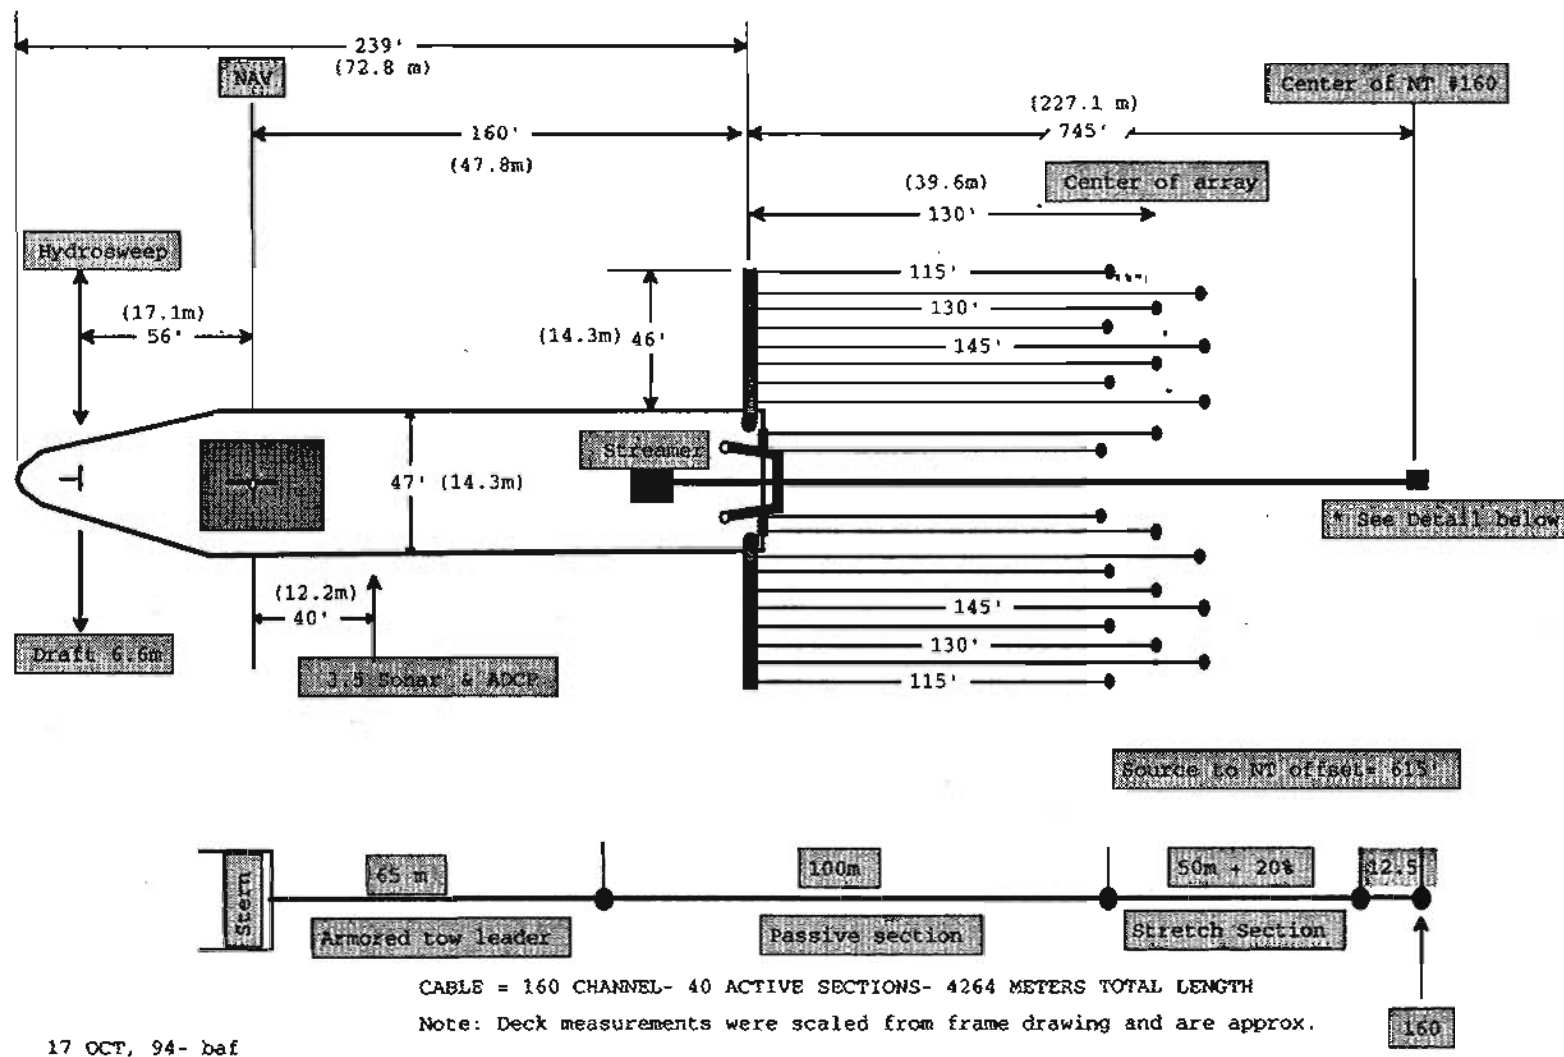 239'
(72.8 m)
NAV
Center of NT #160
(227.1 m)
745'
160'
(47.8m)
(39.6m)
Center of array
130'
Hydrosweep
115'
(17.1m)
56'
130'
(14.3m) 46'
145'
Streamer
47' (14.3m)
* See Detail below
(12.2m)
40'
145'
Draft 6.6m
130'
3.5 Sonar & ADCP
115'
Source to NT offset= 615'
Stern
65 m
100m
50m + 20%
12.5
Armored tow leader
Passive section
Stretch Section
CABLE = 160 CHANNEL- 40 ACTIVE SECTIONS- 4264 METERS TOTAL LENGTH
Note: Deck measurements were scaled from frame drawing and are approx.
160
17 OCT, 94- baf